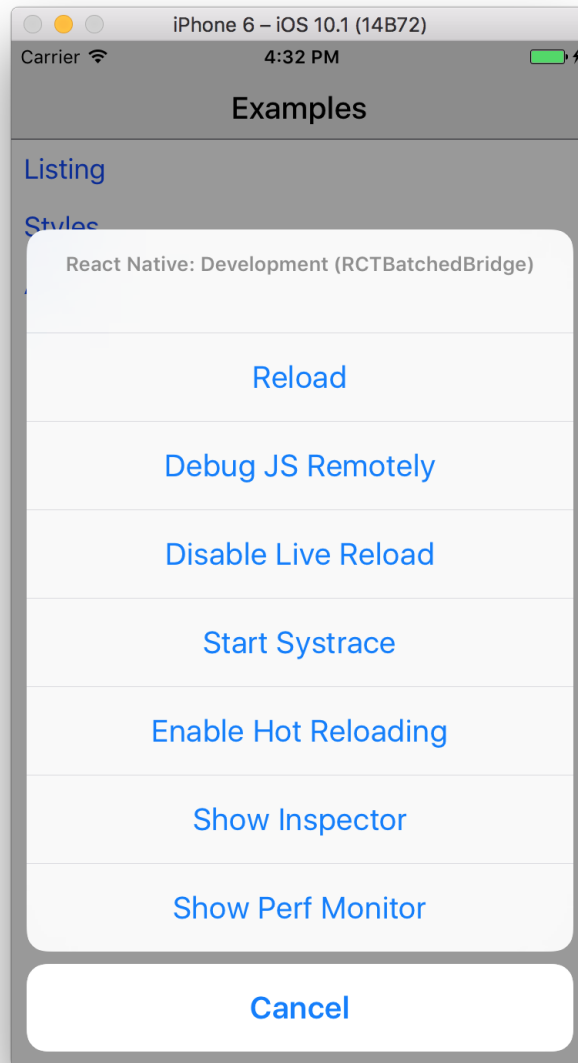 iPhone 6 – iOS 10.1 (14B72)
Carrier 4:32 PM
Examples
Listing
Styles
React Native: Development (RCTBatchedBridge)
Reload
Debug JS Remotely
Disable Live Reload
Start Systrace
Enable Hot Reloading
Show Inspector
Show Perf Monitor
Cancel